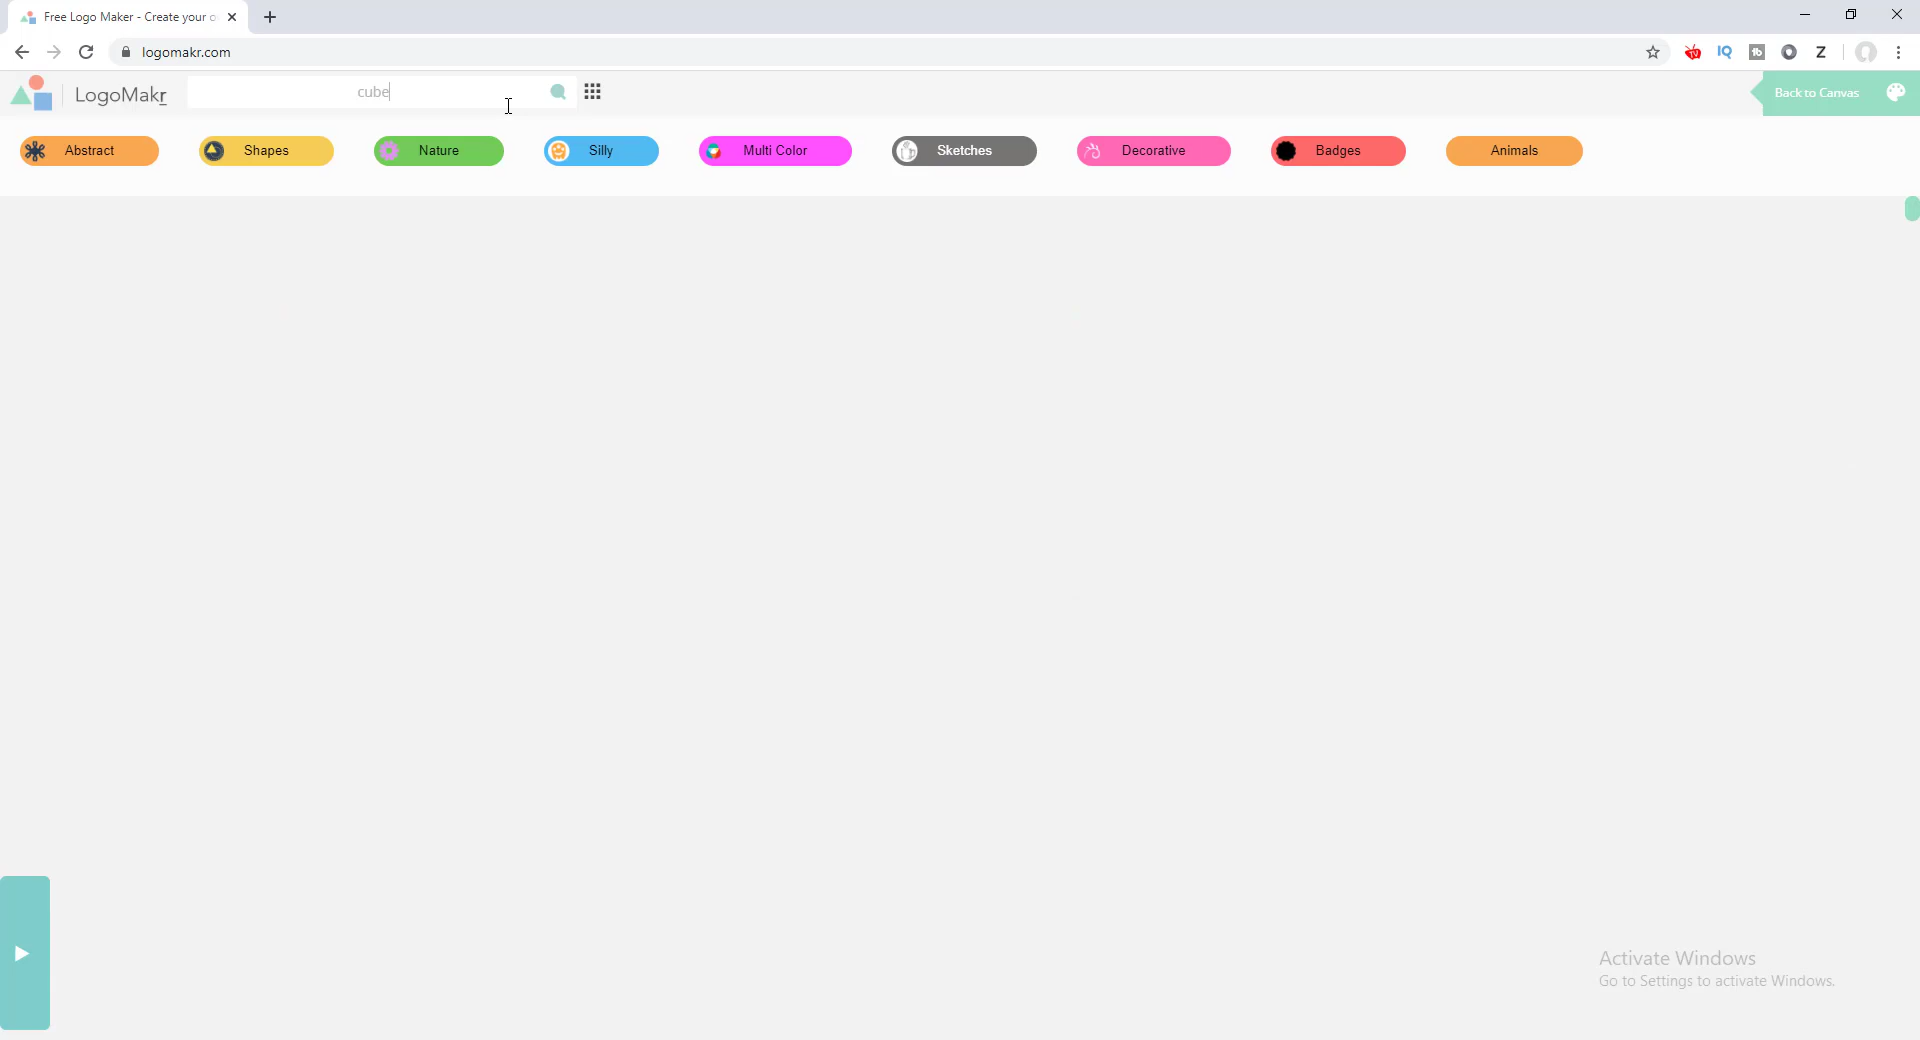 Free Logo Maker - Create your o
logomakr.com
IQ
tb
Z
LogoMakr
cube
Back to Canvas
Abstract
Shapes
Nature
Silly
Multi Color
Sketches
Decorative
Badges
Animals
Activate Windows
Go to Settings to activate Windows.